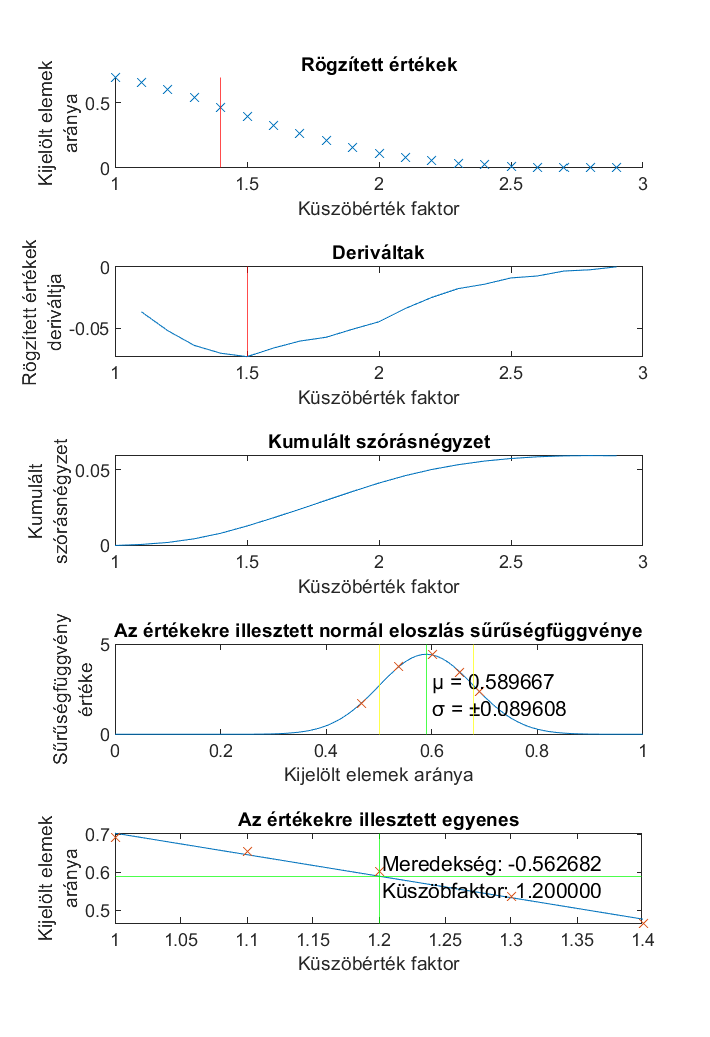 Rögzített értékek
Kijelölt elemek
aránya
0.5
0
1
1.5
2
2.5
3
Küszöbérték faktor
Deriváltak
Rögzített értékek
deriváltja
0
-0.05
1
1.5
2
2.5
3
Küszöbérték faktor
Kumulált szórásnégyzet
Kumulált
szórásnégyzet
0.05
0
1
1.5
2
2.5
3
Küszöbérték faktor
Az értékekre illesztett normál eloszlás sűrűségfüggvénye
Sűrűségfüggvény
értéke
5
0
μ = 0.589667
σ = ±0.089608
0
0.2
0.4
0.6
0.8
1
Kijelölt elemek aránya
Az értékekre illesztett egyenes
Kijelölt elemek
aránya
0.7
0.6
0.5
Meredekség: -0.562682
Küszöbfaktor: 1.200000
1
1.05
1.1
1.15
1.2
1.25
1.3
1.35
1.4
Küszöbérték faktor